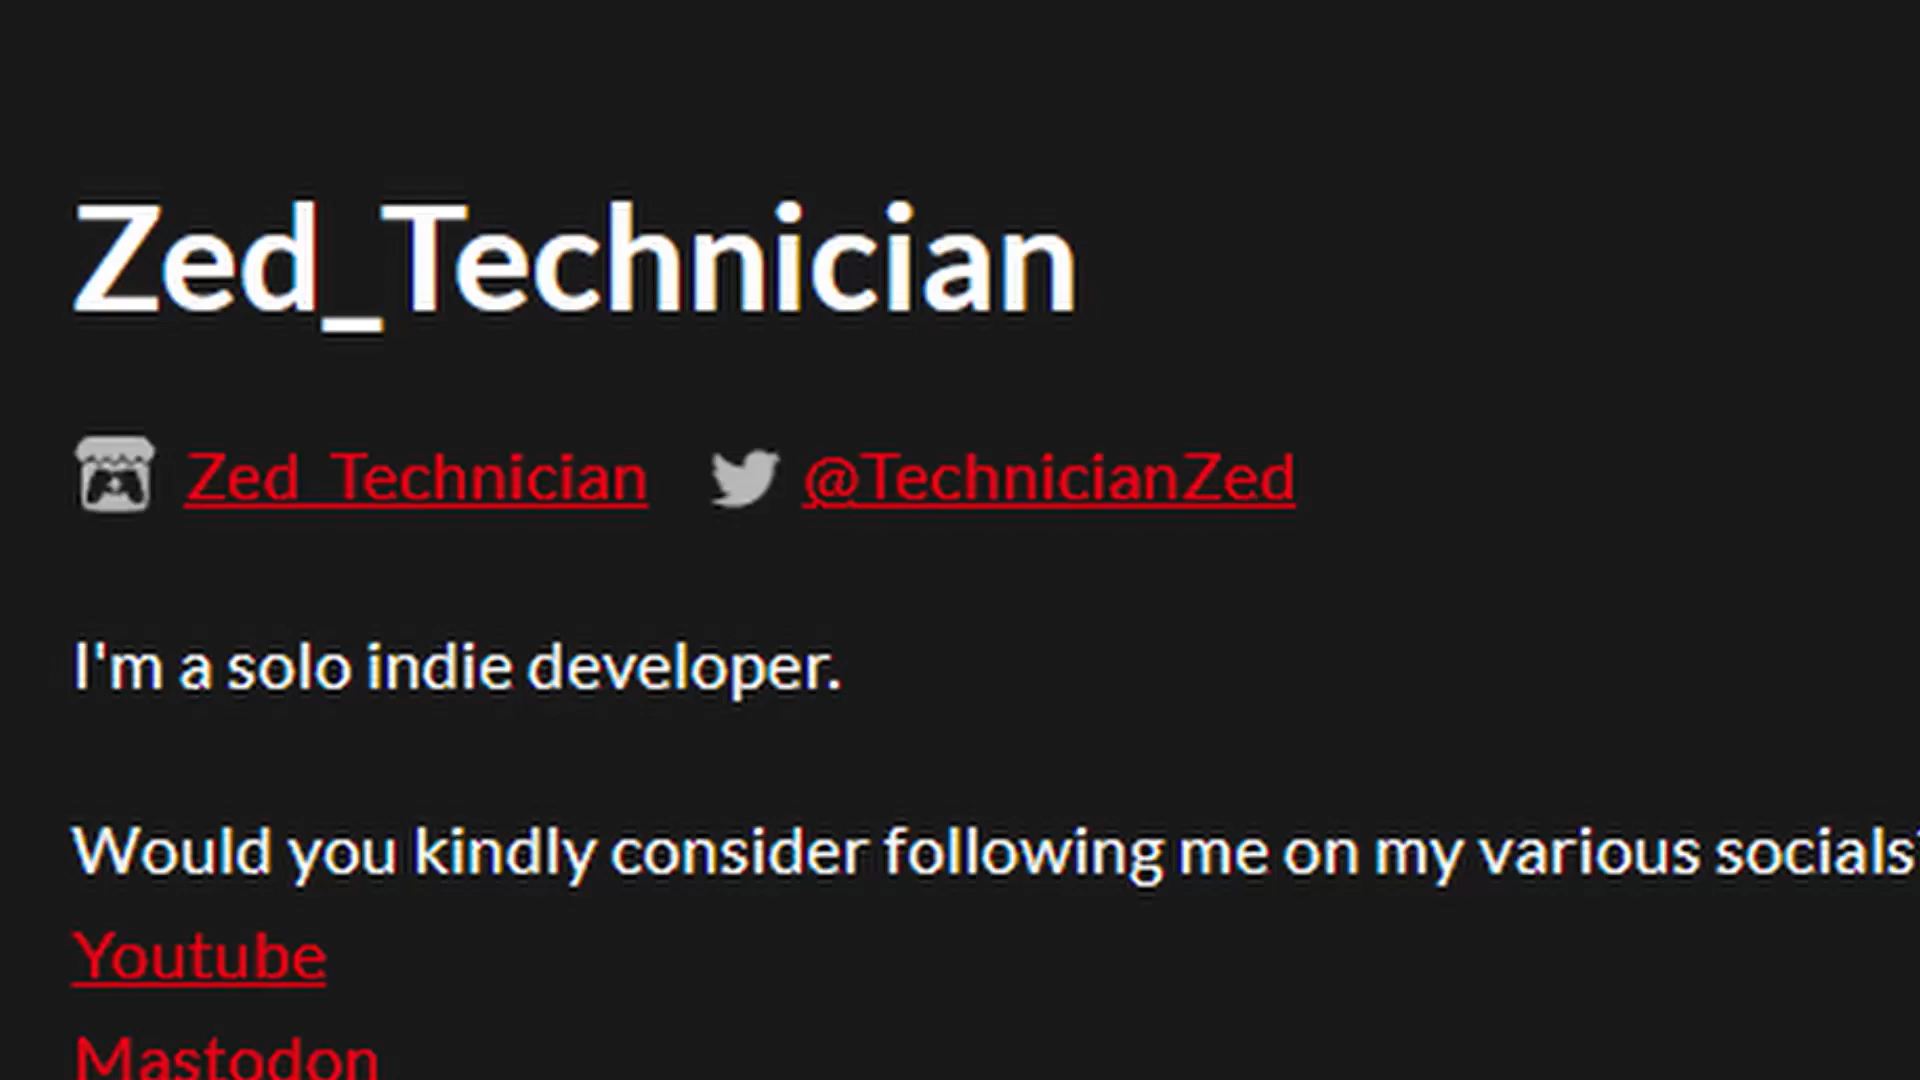 Zed_Technician
Zed_Technician @TechnicianZed
I'm a solo indie developer.
Would you kindly consider following me on my various socials?
Youtube
Mastodon